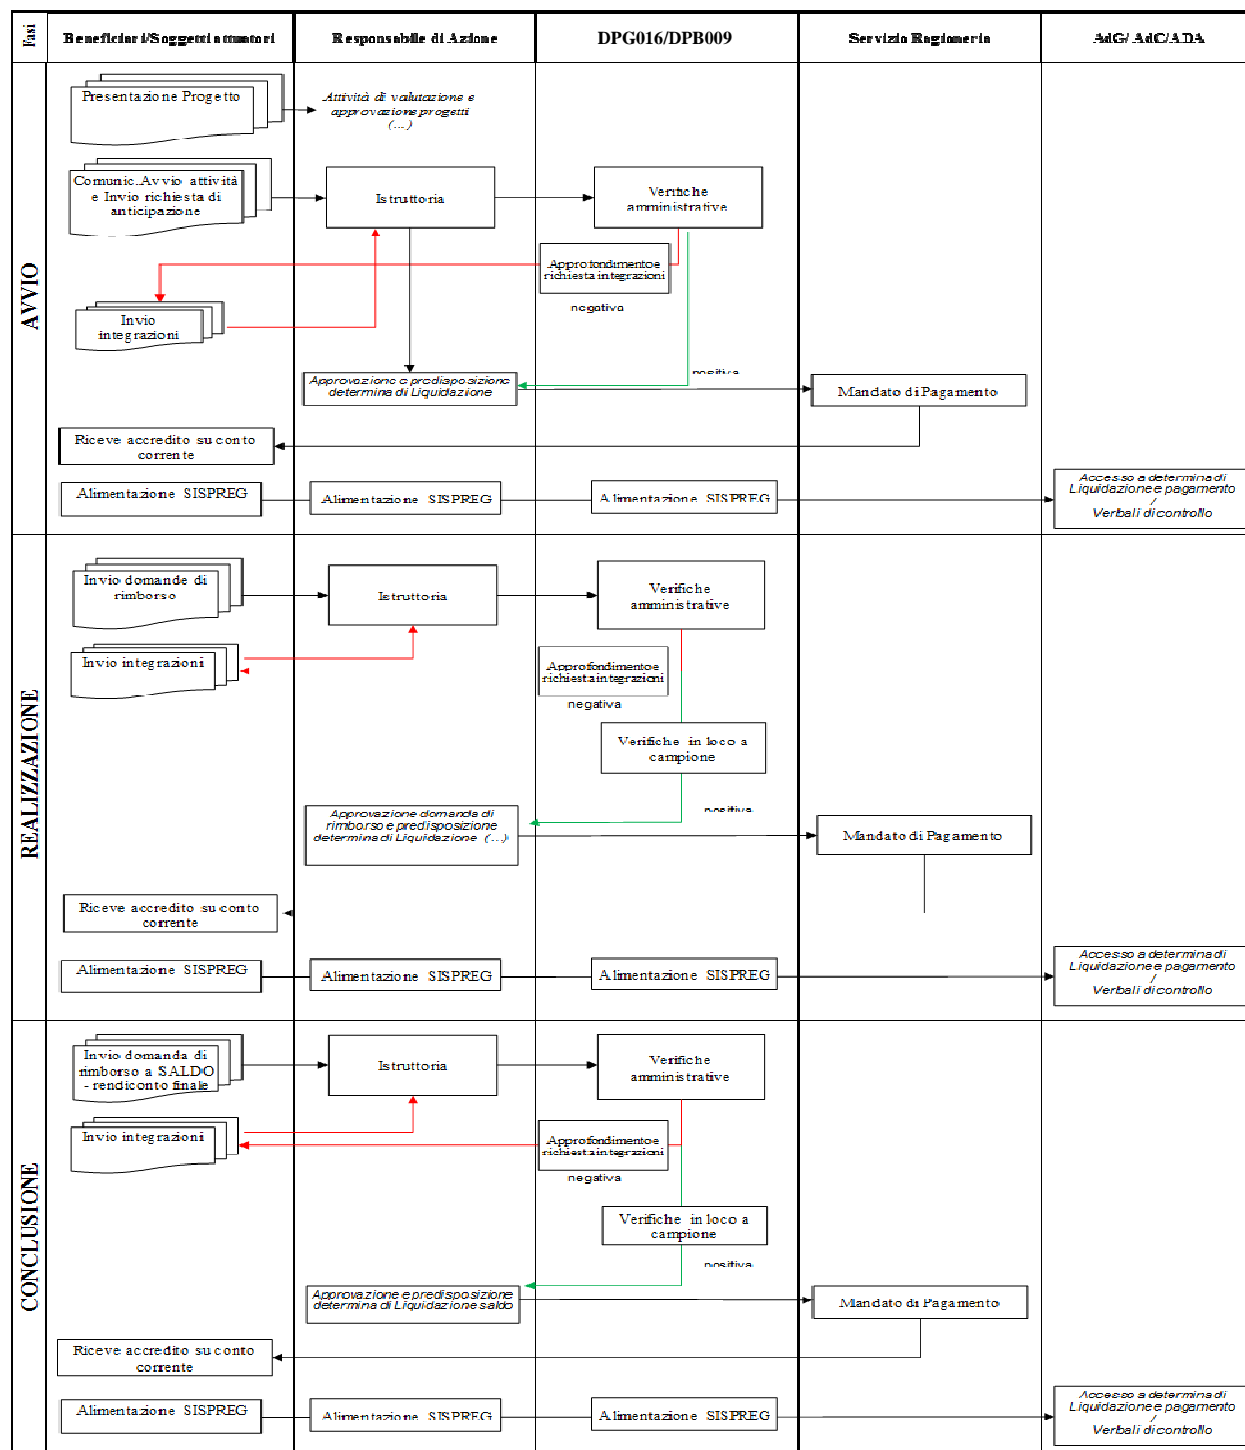 Fasi
Beneficiari/Soggetti attuatori
Responsabile di Azione
DPG016/DPB009
Servizio Ragioneria
AdG/ AdC/ADA
AVVIO
Presentazione Progetto
Attività di valutazione e
approvazione progetti
(...)
Comunic.Avvio attività
e Invio richiesta di
anticipazione
Istruttoria
Verifiche
amministrative
Approfondimento e
richiesta integrazioni
negativa
Invio
integrazioni
positiva
Approvazione e predisposizione
determina di Liquidazione
Mandato di Pagamento
Riceve accredito su conto
corrente
Alimentazione SISPREG
Alimentazione SISPREG
Alimentazione SISPREG
Accesso a determina di
Liquidazione e pagamento
/
Verbali di controllo
REALIZZAZIONE
Invio domande di
rimborso
Istruttoria
Verifiche
amministrative
Invio integrazioni
Approfondimento e
richiesta integrazioni
negativa
Verifiche in loco a
campione
positiva
Approvazione domanda di
rimborso e predisposizione
determina di Liquidazione (...)
Mandato di Pagamento
Riceve accredito su conto
corrente
Alimentazione SISPREG
Alimentazione SISPREG
Alimentazione SISPREG
Accesso a determina di
Liquidazione e pagamento
/
Verbali di controllo
CONCLUSIONE
Invio domanda di
rimborso a SALDO
- rendiconto finale
Istruttoria
Verifiche
amministrative
Invio integrazioni
Approfondimento e
richiesta integrazioni
negativa
Verifiche in loco a
campione
positiva
Approvazione e predisposizione
determina di Liquidazione saldo
Mandato di Pagamento
Riceve accredito su conto
corrente
Alimentazione SISPREG
Alimentazione SISPREG
Alimentazione SISPREG
Accesso a determina di
Liquidazione e pagamento
/
Verbali di controllo